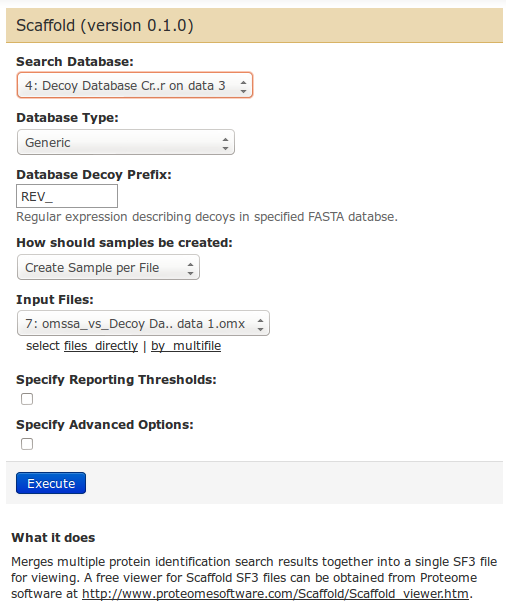 Scaffold (version 0.1.0)
Search Database:
4: Decoy Database Cr..r on data 3
Database Type:
Generic
Database Decoy Prefix:
REV_
Regular expression describing decoys in specified FASTA databse.
How should samples be created:
Create Sample per File
Input Files:
7: omssa_vs_Decoy Da.. data 1.omx
select files_directly | by_multifile
Specify Reporting Thresholds:
Specify Advanced Options:
Execute
What it does
Merges multiple protein identification search results together into a single SF3 file
for viewing. A free viewer for Scaffold SF3 files can be obtained from Proteome
software at http://www.proteomesoftware.com/Scaffold/Scaffold_viewer.htm.